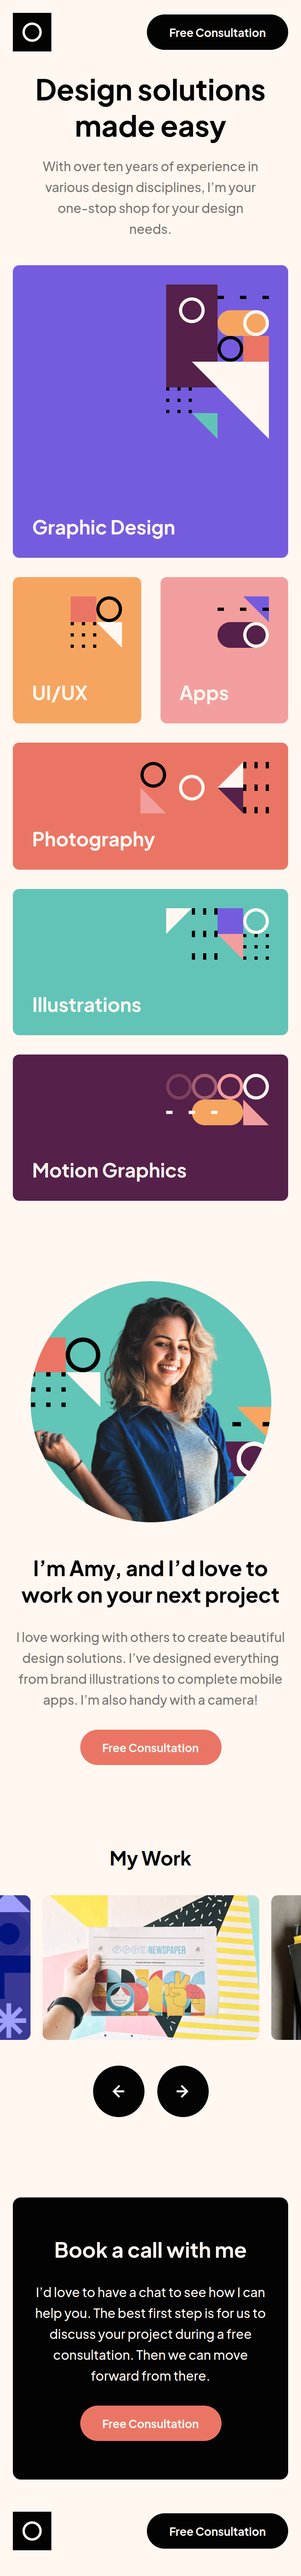 Free Consultation
Design solutions
made easy
With over ten years of experience in
various design disciplines, I’m your
one-stop shop for your design
needs.
Graphic Design
UI/UX
Apps
Photography
Illustrations
Motion Graphics
I’m Amy, and I’d love to
work on your next project
I love working with others to create beautiful
design solutions. I’ve designed everything
from brand illustrations to complete mobile
apps. I’m also handy with a camera!
Free Consultation
My Work
NEWSPAPER
Book a call with me
I’d love to have a chat to see how I can
help you. The best first step is for us to
discuss your project during a free
consultation. Then we can move
forward from there.
Free Consultation
Free Consultation